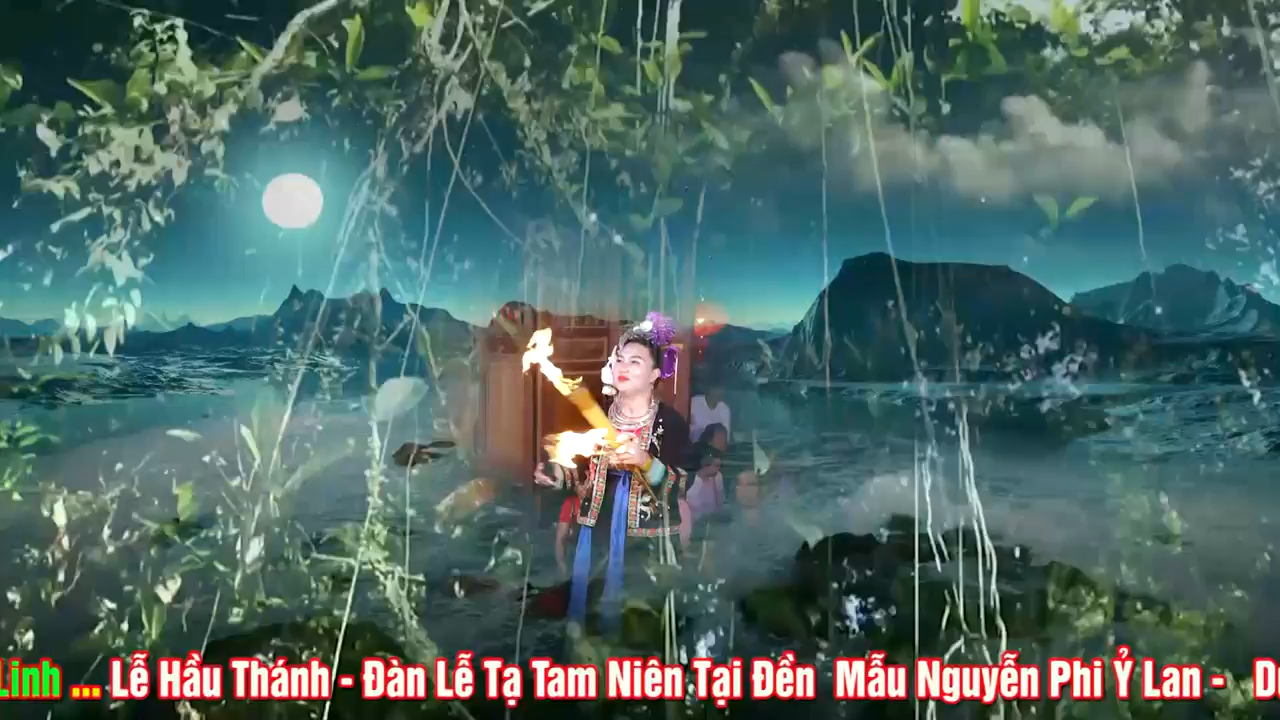 Linh ... Lễ Hầu Thánh - Đàn Lễ Tạ Tam Niên Tại Đền Mẫu Nguyễn Phi Ỷ Lan -